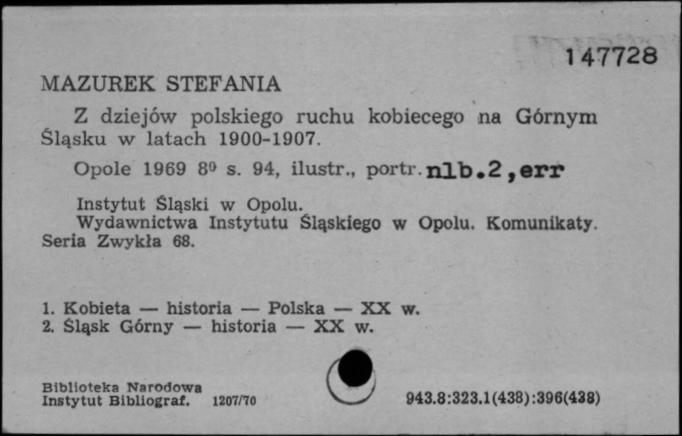 147728
MAZUREK STEFANIA
Z dziejów polskiego ruchu kobiecego na Górnym
Śląsku w latach 1900-1907.
Opole 1969 8º s. 94, ilustr., portr. nlb.2,err
Instytut Śląski w Opolu.
Wydawnictwa Instytutu Śląskiego w Opolu. Komunikaty.
Seria Zwykła 68.
1. Kobieta — historia — Polska — XX w.
2. Śląsk Górny — historia — XX w.
Biblioteka Narodowa
Instytut Bibliograf. 1207/70
943.8:323.1(438):396(438)